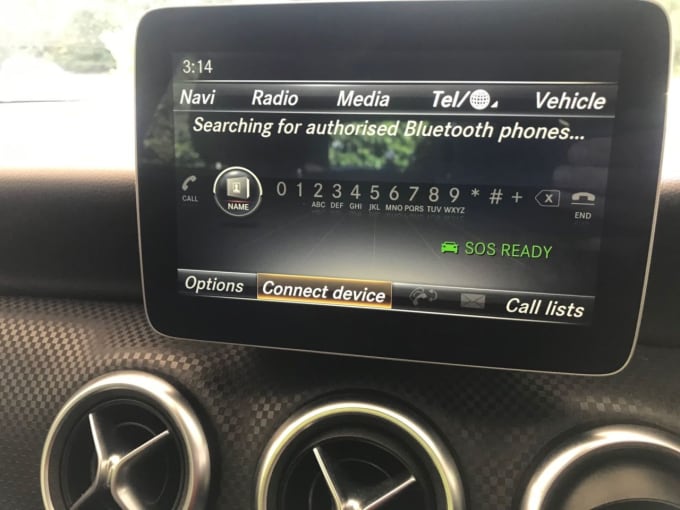 3:14
Navi Radio Media Tel/ Vehicle
Searching for authorised Bluetooth phones...
CALL NAME 0 1 2 3 4 5 6 7 8 9 * # + X END
ABC DEF GHI JKL MNO PQRS TUV WXYZ
SOS READY
Options Connect device Call lists